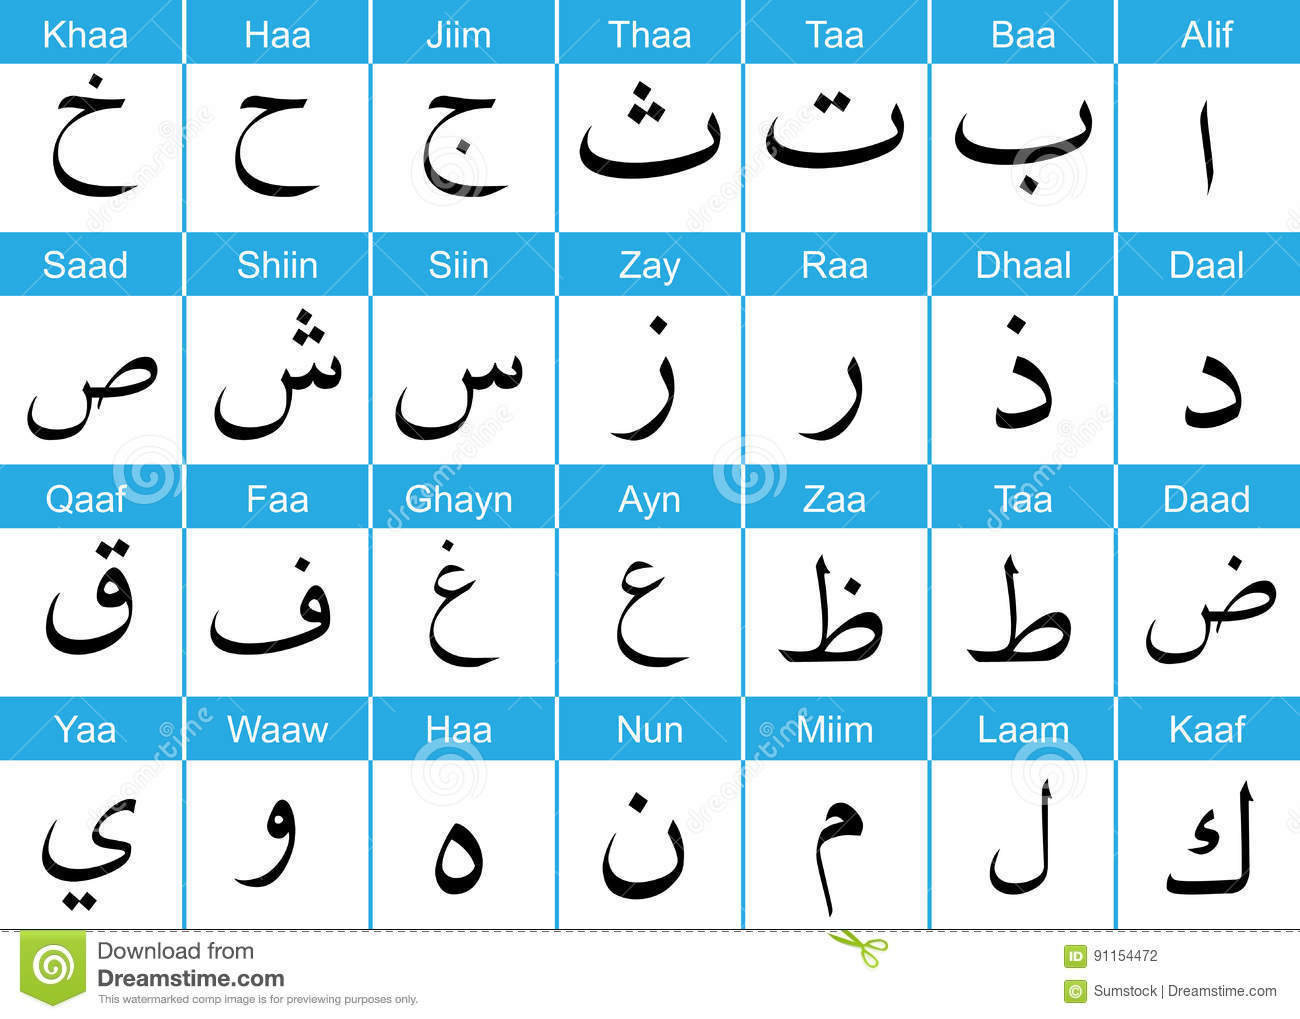 Khaa Haa Jiim Thaa Taa Baa Alif
خ ح ج ث ت ب ا
Saad Shiin Siin Zay Raa Dhaal Daal
ص ش س ز ر ذ د
Qaaf Faa Ghayn Ayn Zaa Taa Daad
ق ف غ ع ظ ط ض
Yaa Waaw Haa Nun Miim Laam Kaaf
ي و ه ن م ل ك
Download from
Dreamstime.com
This watermarked comp image is for previewing purposes only.
ID 91154472
© Sumstock | Dreamstime.com